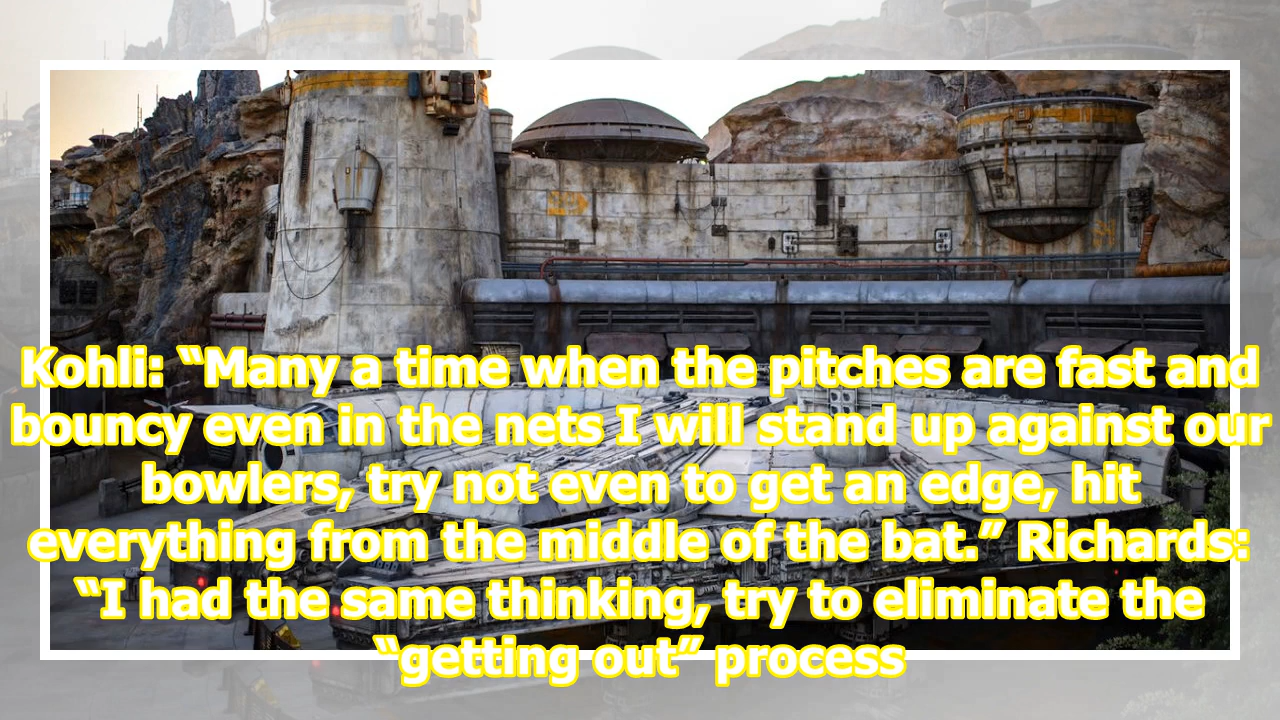 Kohli: “Many a time when the pitches are fast and
bouncy even in the nets I will stand up against our
bowlers, try not even to get an edge, hit
everything from the middle of the bat.” Richards:
“I had the same thinking, try to eliminate the
“getting out” process